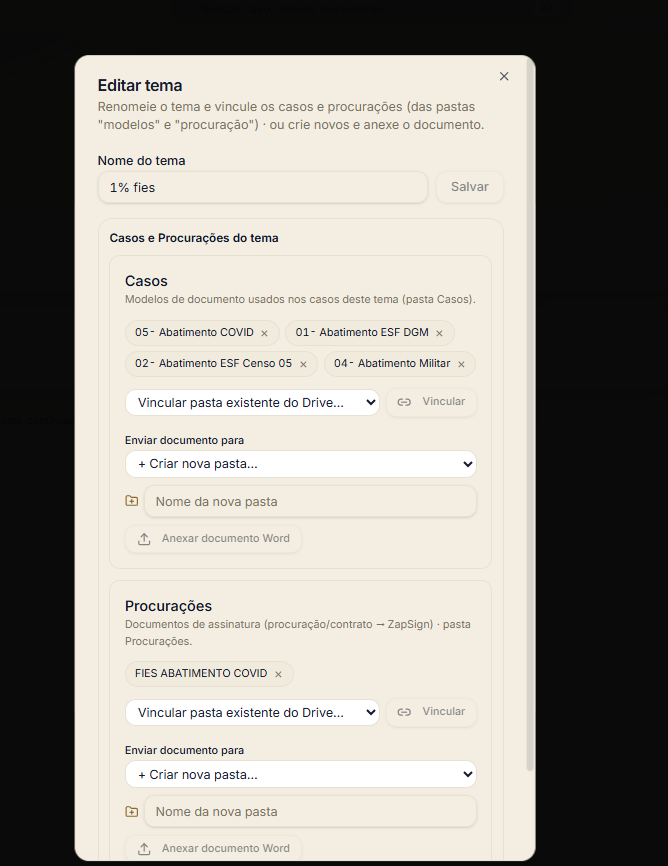 Editar tema
Renomeie o tema e vincule os casos e procurações (das pastas
"modelos" e "procuração") · ou crie novos e anexe o documento.
Nome do tema
1% fies
Salvar
Casos e Procurações do tema
Casos
Modelos de documento usados nos casos deste tema (pasta Casos).
05- Abatimento COVID ×
01- Abatimento ESF DGM ×
02- Abatimento ESF Censo 05 ×
04- Abatimento Militar ×
Vincular pasta existente do Drive...
Vincular
Enviar documento para
+ Criar nova pasta...
Nome da nova pasta
Anexar documento Word
Procurações
Documentos de assinatura (procuração/contrato → ZapSign) · pasta
Procurações.
FIES ABATIMENTO COVID ×
Vincular pasta existente do Drive...
Vincular
Enviar documento para
+ Criar nova pasta...
Nome da nova pasta
Anexar documento Word